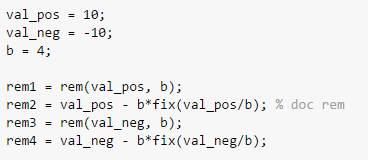 val_pos = 10;
val_neg = -10;
b = 4;
rem1 = rem(val_pos, b);
rem2 = val_pos - b*fix(val_pos/b); % doc rem
rem3 = rem(val_neg, b);
rem4 = val_neg - b*fix(val_neg/b);